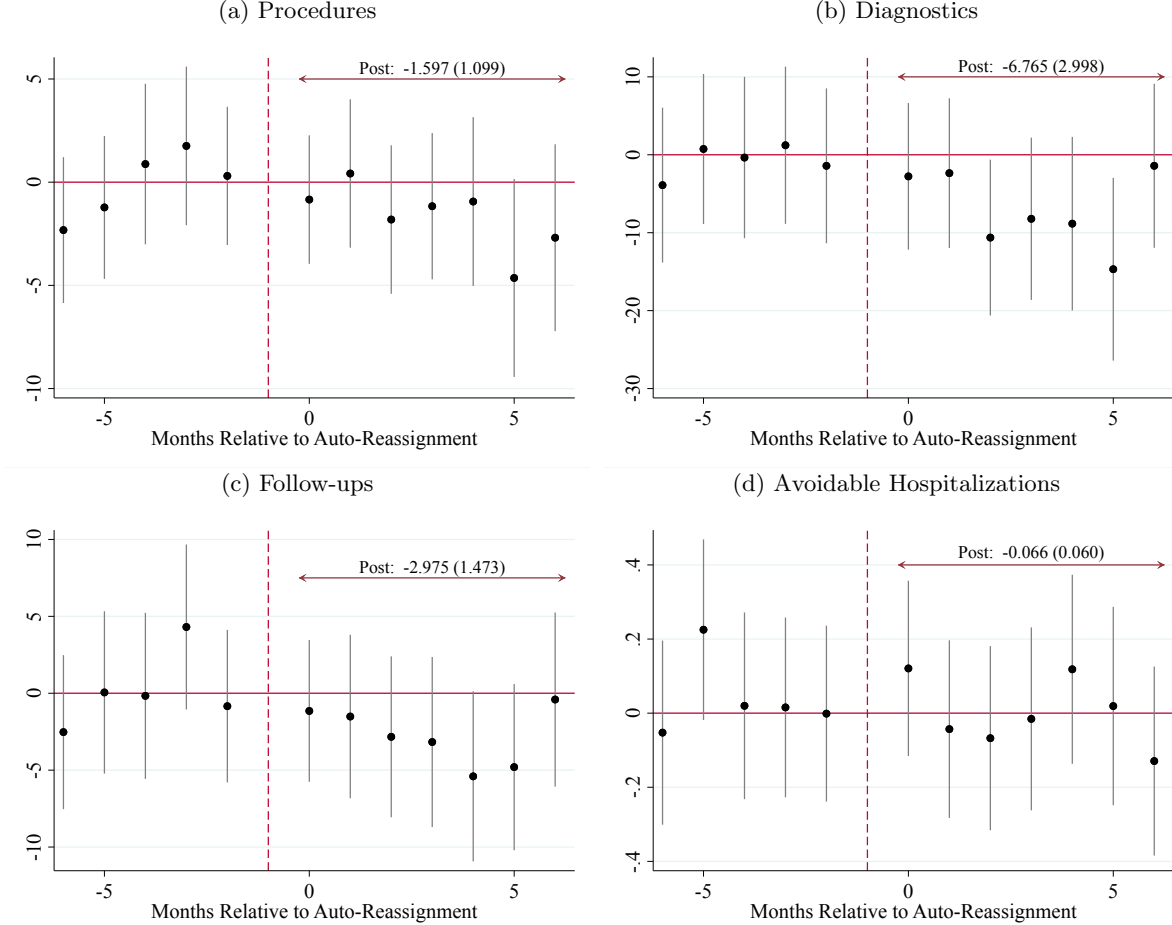 (a) Procedures
Post: -1.597 (1.099)
5
0
-5
-10
-5 0 5
Months Relative to Auto-Reassignment
(b) Diagnostics
Post: -6.765 (2.998)
10
0
-10
-20
-30
-5 0 5
Months Relative to Auto-Reassignment
(c) Follow-ups
Post: -2.975 (1.473)
10
5
0
-5
-10
-5 0 5
Months Relative to Auto-Reassignment
(d) Avoidable Hospitalizations
Post: -0.066 (0.060)
.4
.2
0
-.2
-.4
-5 0 5
Months Relative to Auto-Reassignment